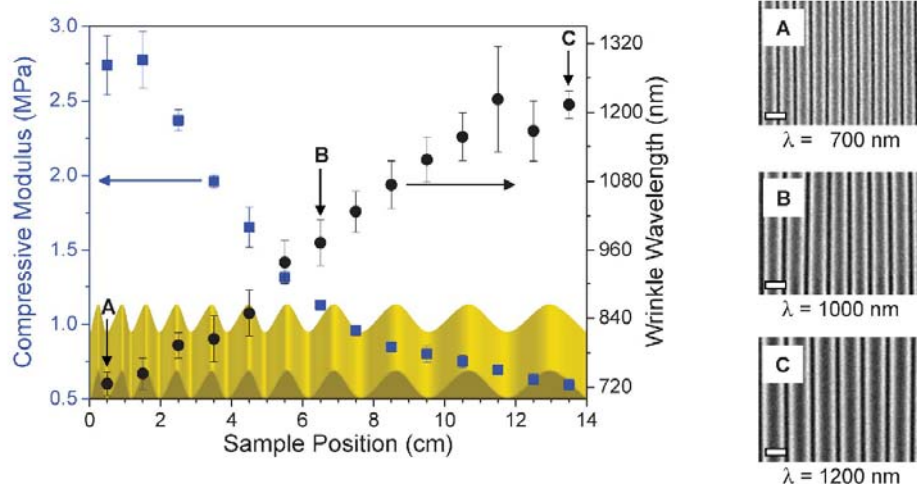 Compressive Modulus (MPa)
3.0
2.5
2.0
1.5
1.0
0.5
A
B
C
1320
1200
1080
960
840
720
Wrinkle Wavelength (nm)
0 2 4 6 8 10 12 14
Sample Position (cm)
A
λ = 700 nm
B
λ = 1000 nm
C
λ = 1200 nm